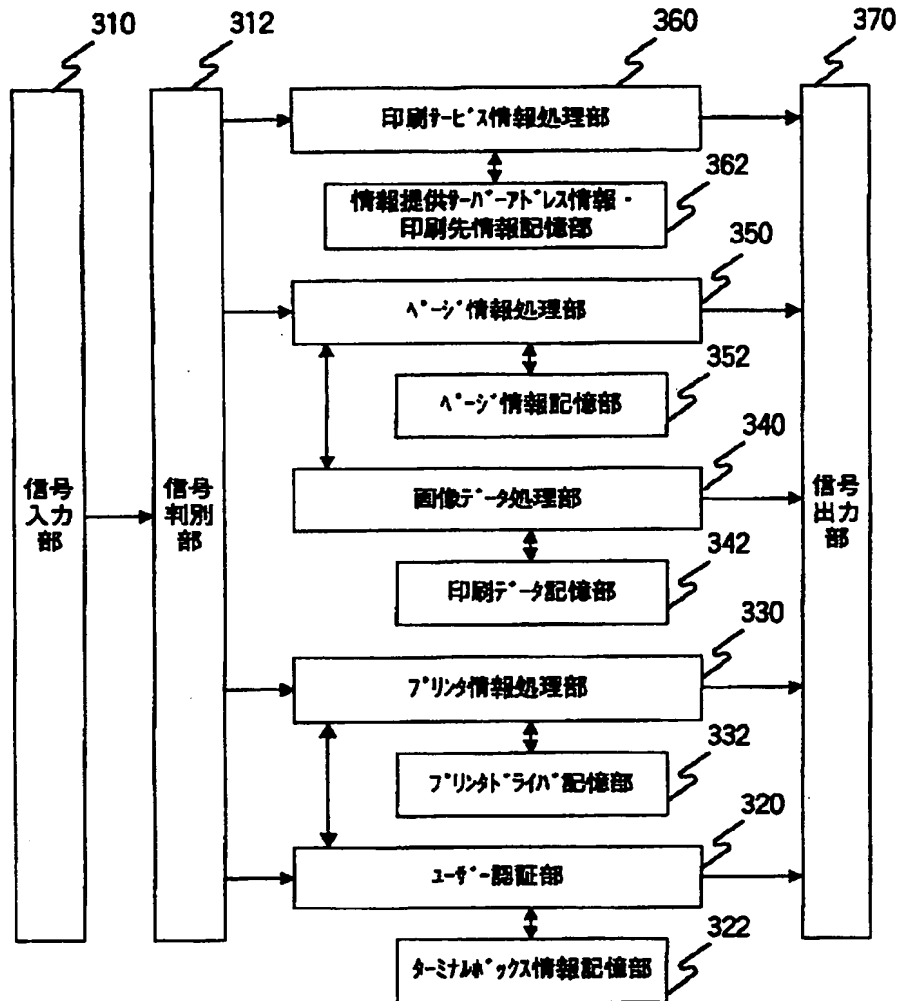 310
312
360
370
印刷ｻｰﾋﾞｽ情報処理部
362
情報提供ｻｰﾊﾞｰｱﾄﾞﾚｽ情報・
印刷先情報記憶部
350
ﾍﾟｰｼﾞ情報処理部
352
ﾍﾟｰｼﾞ情報記憶部
340
信号
入力
部
信号
判別
部
画像ﾃﾞｰﾀ処理部
信号
出力
部
342
印刷ﾃﾞｰﾀ記憶部
330
ﾌﾟﾘﾝﾀ情報処理部
332
ﾌﾟﾘﾝﾀﾄﾞﾗｲﾊﾞ記憶部
320
ﾕｰｻﾞｰ認証部
322
ﾀｰﾐﾅﾙﾎﾞｯｸｽ情報記憶部